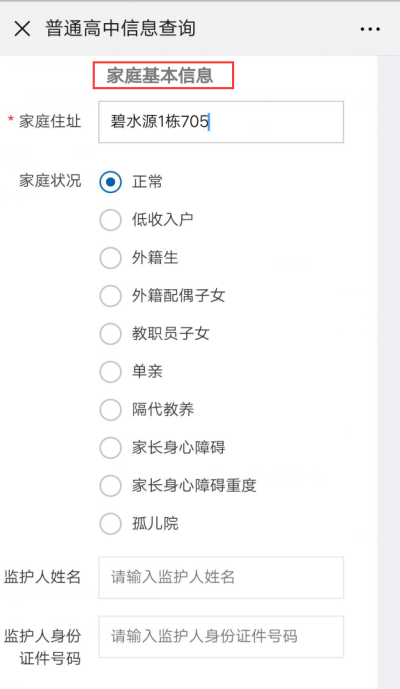 普通高中信息查询
家庭基本信息
* 家庭住址 碧水源1栋705
家庭状况 正常
低收入户
外籍生
外籍配偶子女
教职员子女
单亲
隔代教养
家长身心障碍
家长身心障碍重度
孤儿院
监护人姓名 请输入监护人姓名
监护人身份 请输入监护人身份证件号码
证件号码